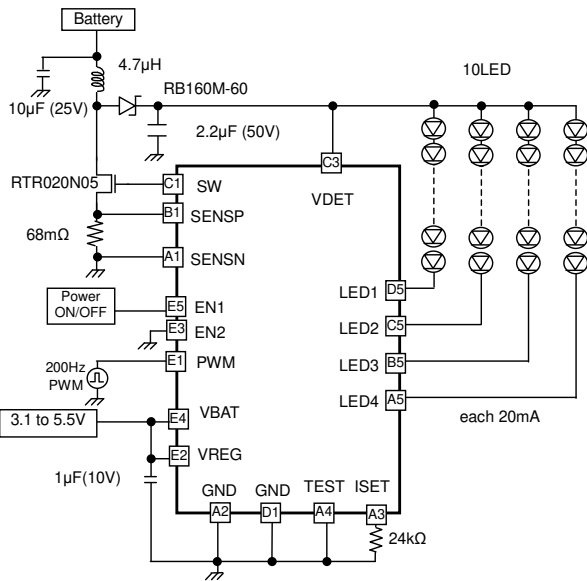 Battery
4.7µH
10µF (25V)
RB160M-60
10LED
2.2µF (50V)
RTR020N05
C1
SW
C3
VDET
B1
SENSP
68mΩ
A1
SENSN
D5
LED1
Power
ON/OFF
E5
EN1
E3
EN2
C5
LED2
200Hz
PWM
E1
PWM
B5
LED3
A5
LED4
each 20mA
3.1 to 5.5V
E4
VBAT
E2
VREG
1µF(10V)
GND
GND
TEST
ISET
A2
D1
A4
A3
24kΩ